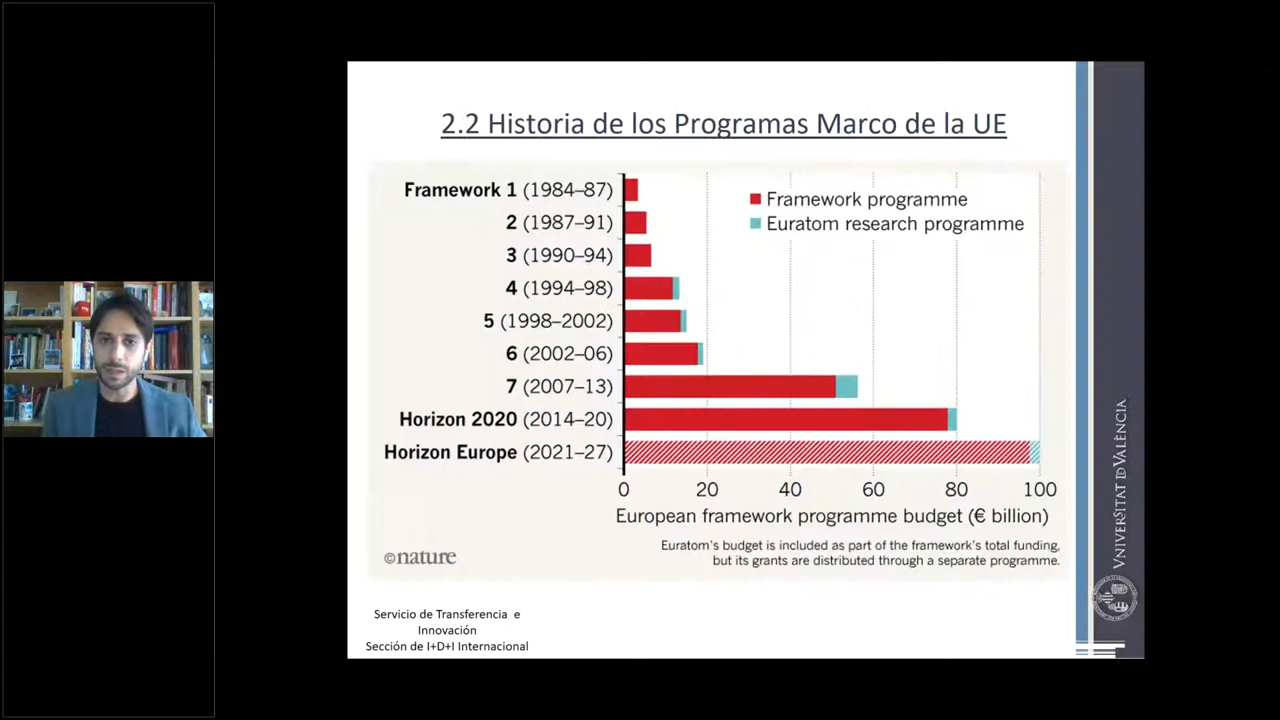 2.2 Historia de los Programas Marco de la UE
Framework 1 (1984–87)
2 (1987–91)
3 (1990–94)
4 (1994–98)
5 (1998–2002)
6 (2002–06)
7 (2007–13)
Horizon 2020 (2014–20)
Horizon Europe (2021–27)
Framework programme
Euratom research programme
0 20 40 60 80 100
European framework programme budget (€ billion)
Euratom's budget is included as part of the framework's total funding,
but its grants are distributed through a separate programme.
©nature
Servicio de Transferencia e
Innovación
Sección de I+D+I Internacional
VNIVERSITAT ID VALÈNCIA